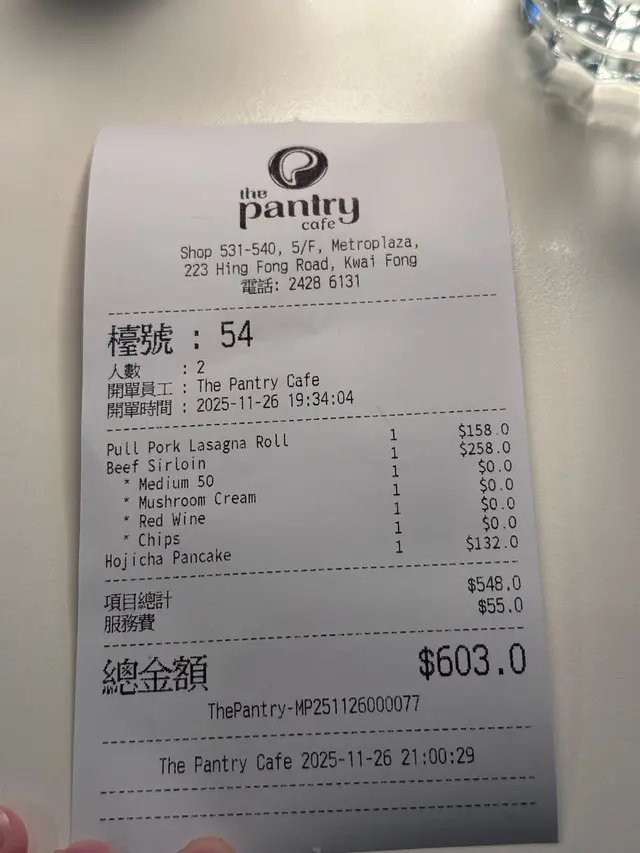 the
pantry
cafe
Shop 531-540, 5/F, Metroplaza,
223 Hing Fong Road, Kwai Fong
電話: 2428 6131
檯號 : 54
人數 : 2
開單員工 : The Pantry Cafe
開單時間 : 2025-11-26 19:34:04
Pull Pork Lasagna Roll 1 $158.0
Beef Sirloin 1 $258.0
* Medium 50 1 $0.0
* Mushroom Cream 1 $0.0
* Red Wine 1 $0.0
* Chips 1 $0.0
Hojicha Pancake 1 $132.0
項目總計 $548.0
服務費 $55.0
總金額 $603.0
ThePantry-MP251126000077
The Pantry Cafe 2025-11-26 21:00:29